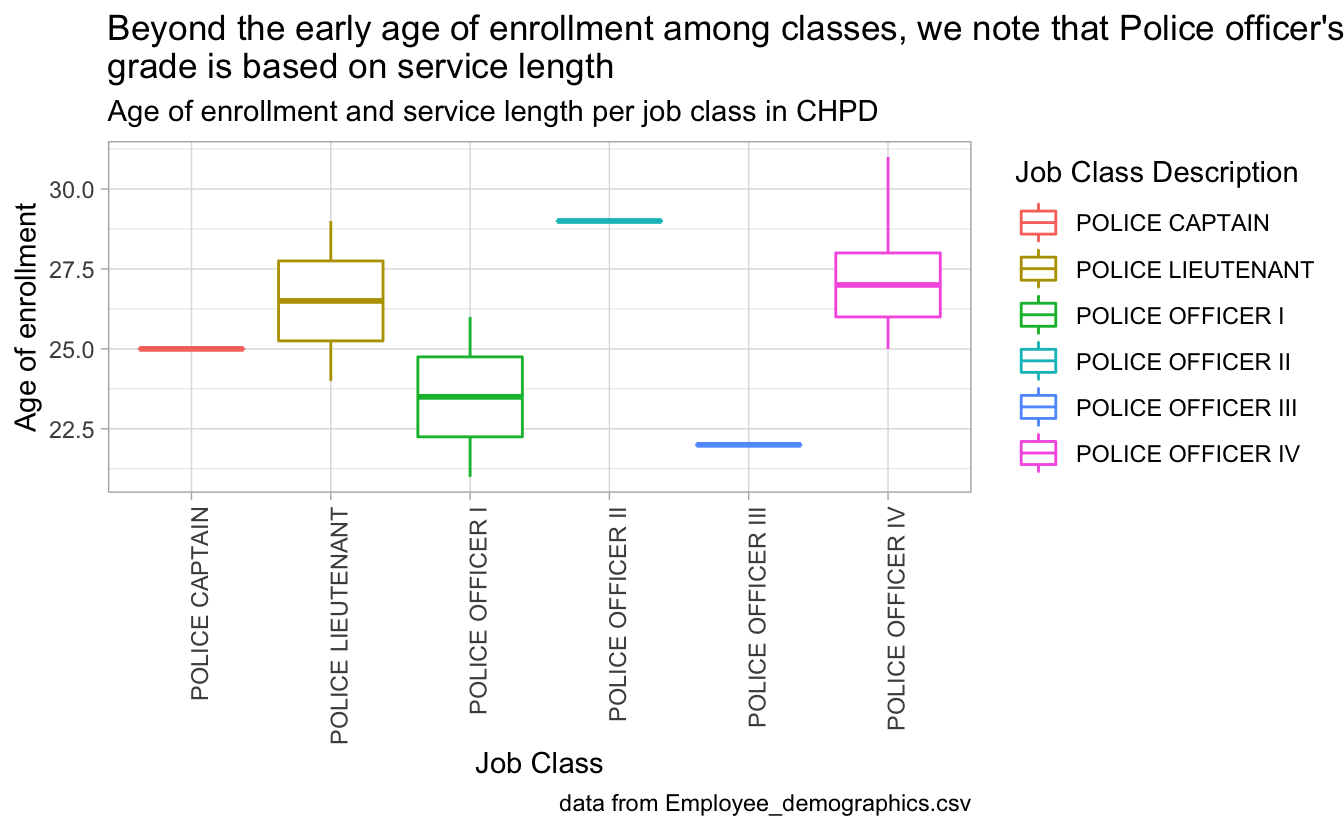 Beyond the early age of enrollment among classes, we note that Police officer's
grade is based on service length
Age of enrollment and service length per job class in CHPD
Age of enrollment
30.0
27.5
25.0
22.5
POLICE CAPTAIN
POLICE LIEUTENANT
POLICE OFFICER I
POLICE OFFICER II
POLICE OFFICER III
POLICE OFFICER IV
Job Class
Job Class Description
POLICE CAPTAIN
POLICE LIEUTENANT
POLICE OFFICER I
POLICE OFFICER II
POLICE OFFICER III
POLICE OFFICER IV
data from Employee_demographics.csv